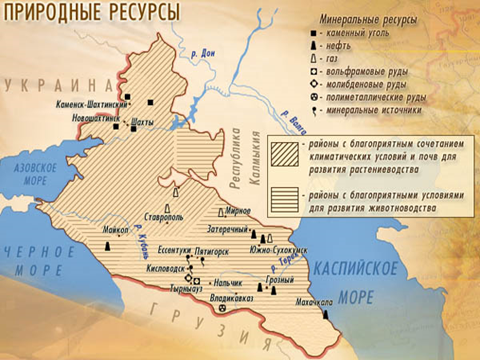 ПРИРОДНЫЕ РЕСУРСЫ
Минеральные ресурсы
- каменный уголь
- нефть
- газ
- вольфрамовые руды
- молибденовые руды
- полиметаллические руды
- минеральные источники
- районы с благоприятным сочетанием
климатических условий и почв для
развития растениеводства
- районы с благоприятными условиями
для развития животноводства
УКРАИНА
р. Дон
р. Волга
Каменск-Шахтинский
Новошахтинск
Шахты
Республика
Калмыкия
АЗОВСКОЕ
МОРЕ
Ставрополь
Мирное
Затеречный
Южно-Сухокумск
Майкоп
р. Кубань
Ессентуки
Пятигорск
Кисловодск
р. Терек
ЧЕРНОЕ
МОРЕ
КАСПИЙСКОЕ
МОРЕ
Тырныауз
Нальчик
Грозный
Владикавказ
Махачкала
ГРУЗИЯ